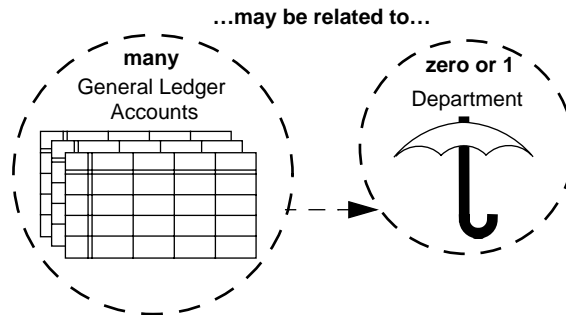 …may be related to…
many
General Ledger
Accounts
zero or 1
Department